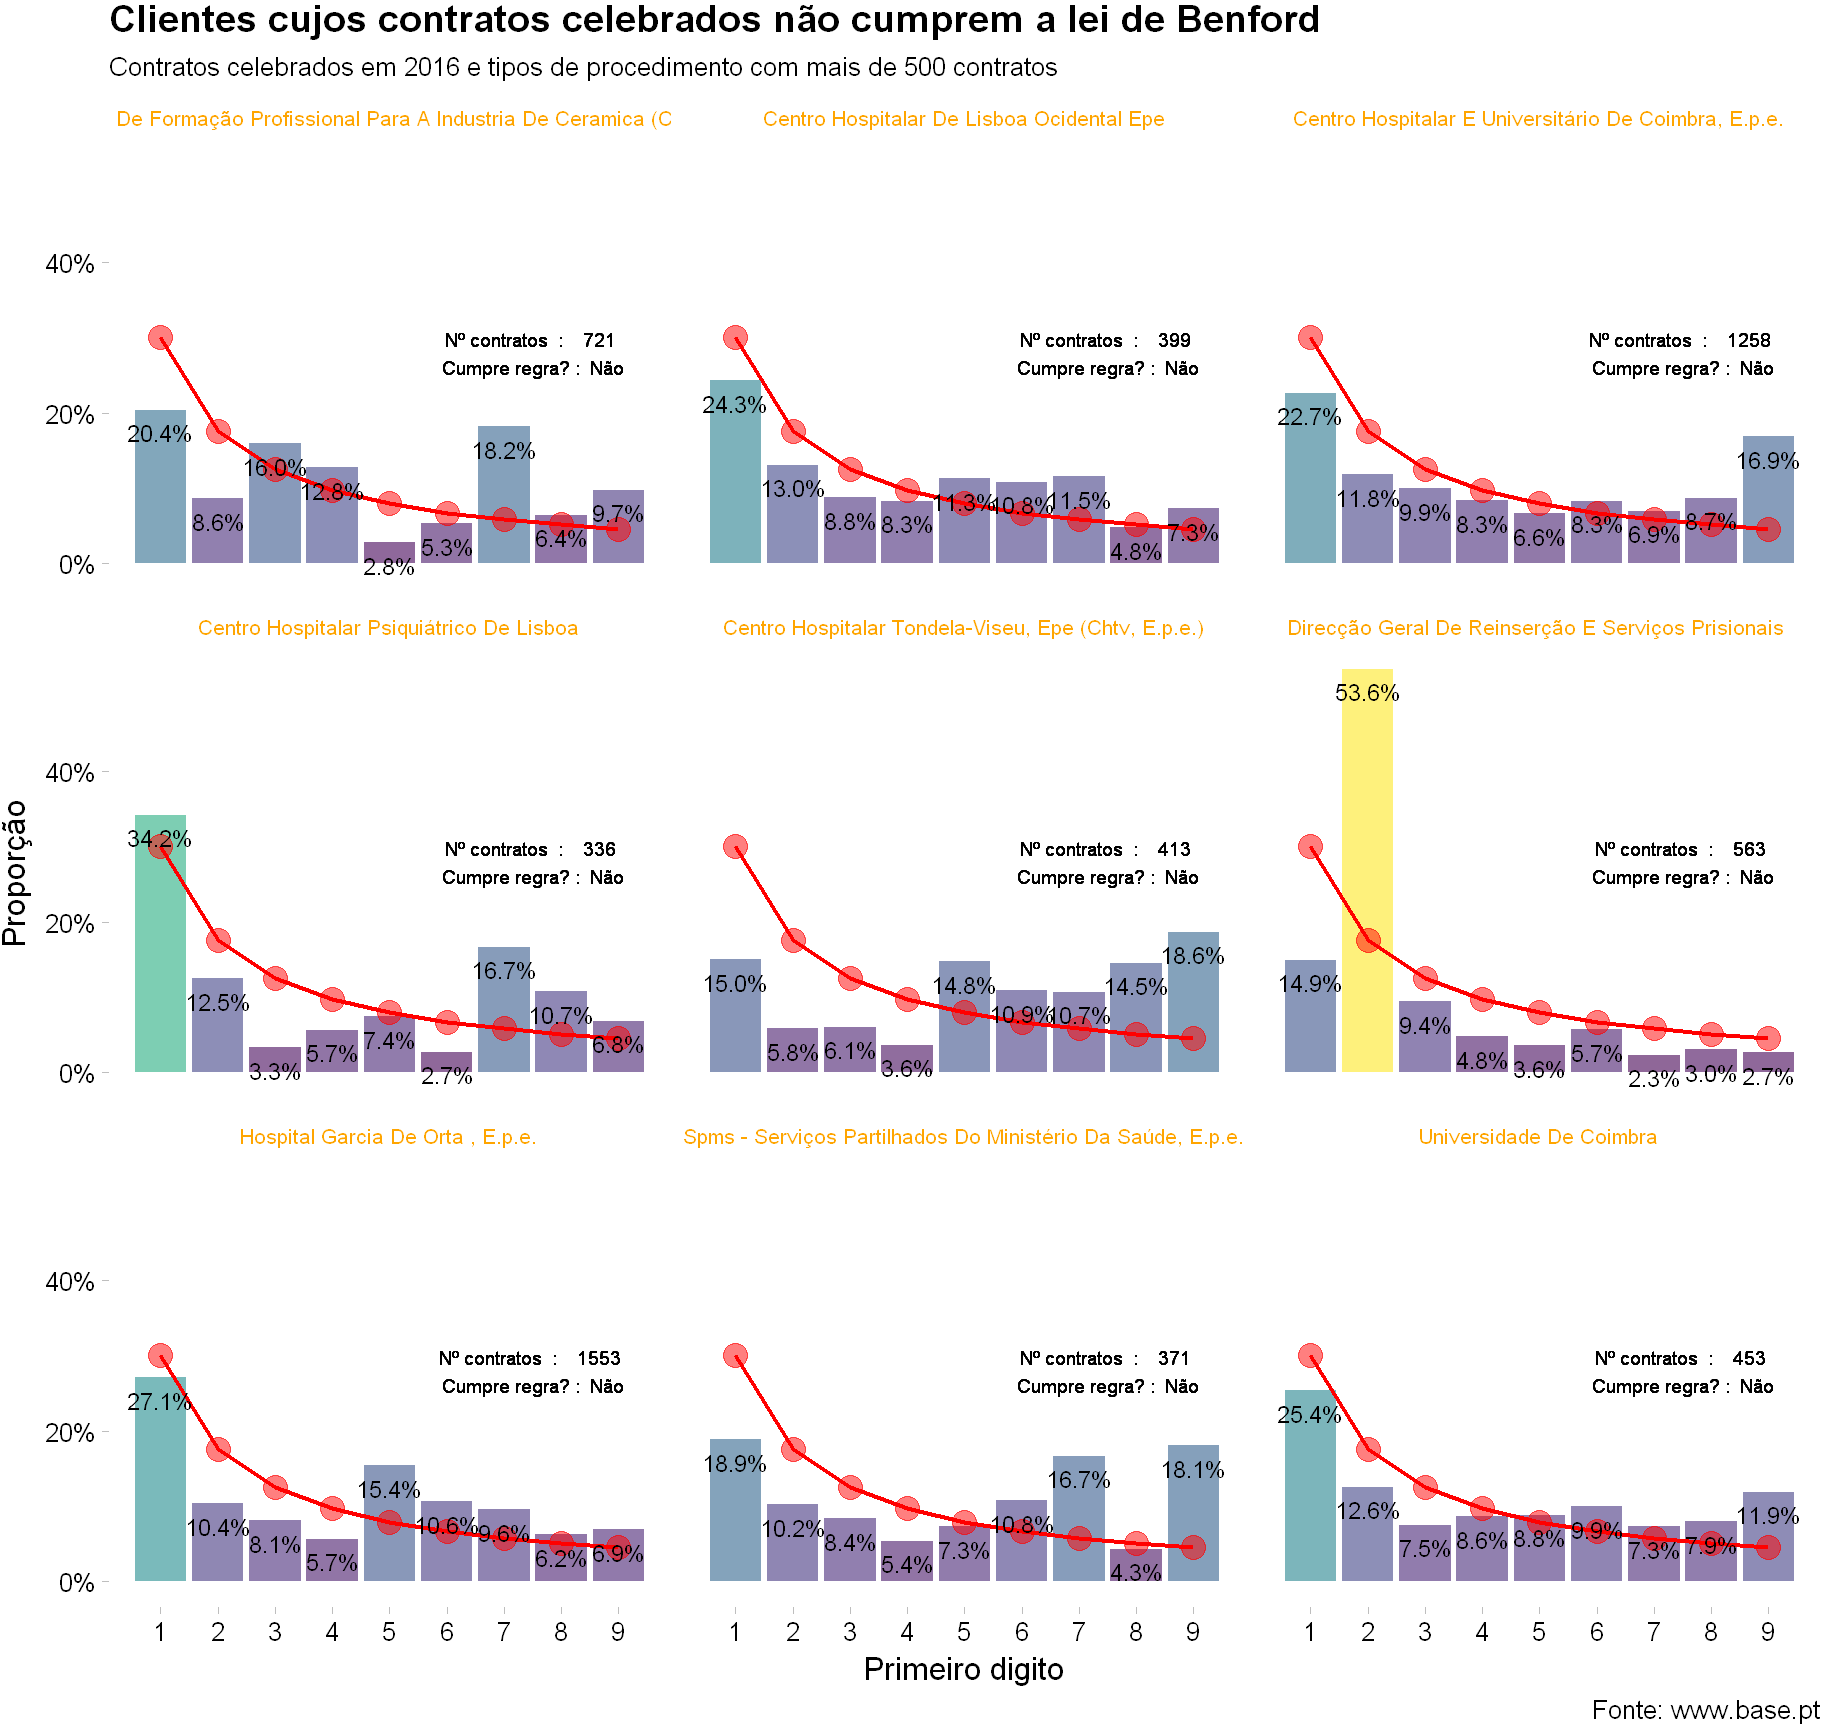 Clientes cujos contratos celebrados não cumprem a lei de Benford
Contratos celebrados em 2016 e tipos de procedimento com mais de 500 contratos
De Formação Profissional Para A Industria De Ceramica (C
Centro Hospitalar De Lisboa Ocidental Epe
Centro Hospitalar E Universitário De Coimbra, E.p.e.
40%
20%
0%
Nº contratos : 721
Cumpre regra? : Não
20.4% 8.6% 16.0% 12.8% 2.8% 5.3% 18.2% 6.4% 9.7%
Nº contratos : 399
Cumpre regra? : Não
24.3% 13.0% 8.8% 8.3% 11.3% 10.8% 11.5% 4.8% 7.3%
Nº contratos : 1258
Cumpre regra? : Não
22.7% 11.8% 9.9% 8.3% 6.6% 8.3% 6.9% 8.7% 16.9%
Centro Hospitalar Psiquiátrico De Lisboa
Centro Hospitalar Tondela-Viseu, Epe (Chtv, E.p.e.)
Direcção Geral De Reinserção E Serviços Prisionais
Proporção
40%
20%
0%
Nº contratos : 336
Cumpre regra? : Não
34.2% 12.5% 3.3% 5.7% 7.4% 2.7% 16.7% 10.7% 6.8%
Nº contratos : 413
Cumpre regra? : Não
15.0% 5.8% 6.1% 3.6% 14.8% 10.9% 10.7% 14.5% 18.6%
Nº contratos : 563
Cumpre regra? : Não
14.9% 53.6% 9.4% 4.8% 3.6% 5.7% 2.3% 3.0% 2.7%
Hospital Garcia De Orta , E.p.e.
Spms - Serviços Partilhados Do Ministério Da Saúde, E.p.e.
Universidade De Coimbra
40%
20%
0%
Nº contratos : 1553
Cumpre regra? : Não
27.1% 10.4% 8.1% 5.7% 15.4% 10.6% 9.6% 6.2% 6.9%
Nº contratos : 371
Cumpre regra? : Não
18.9% 10.2% 8.4% 5.4% 7.3% 10.8% 16.7% 4.3% 18.1%
Nº contratos : 453
Cumpre regra? : Não
25.4% 12.6% 7.5% 8.6% 8.8% 9.9% 7.3% 7.9% 11.9%
1 2 3 4 5 6 7 8 9
1 2 3 4 5 6 7 8 9
1 2 3 4 5 6 7 8 9
Primeiro digito
Fonte: www.base.pt